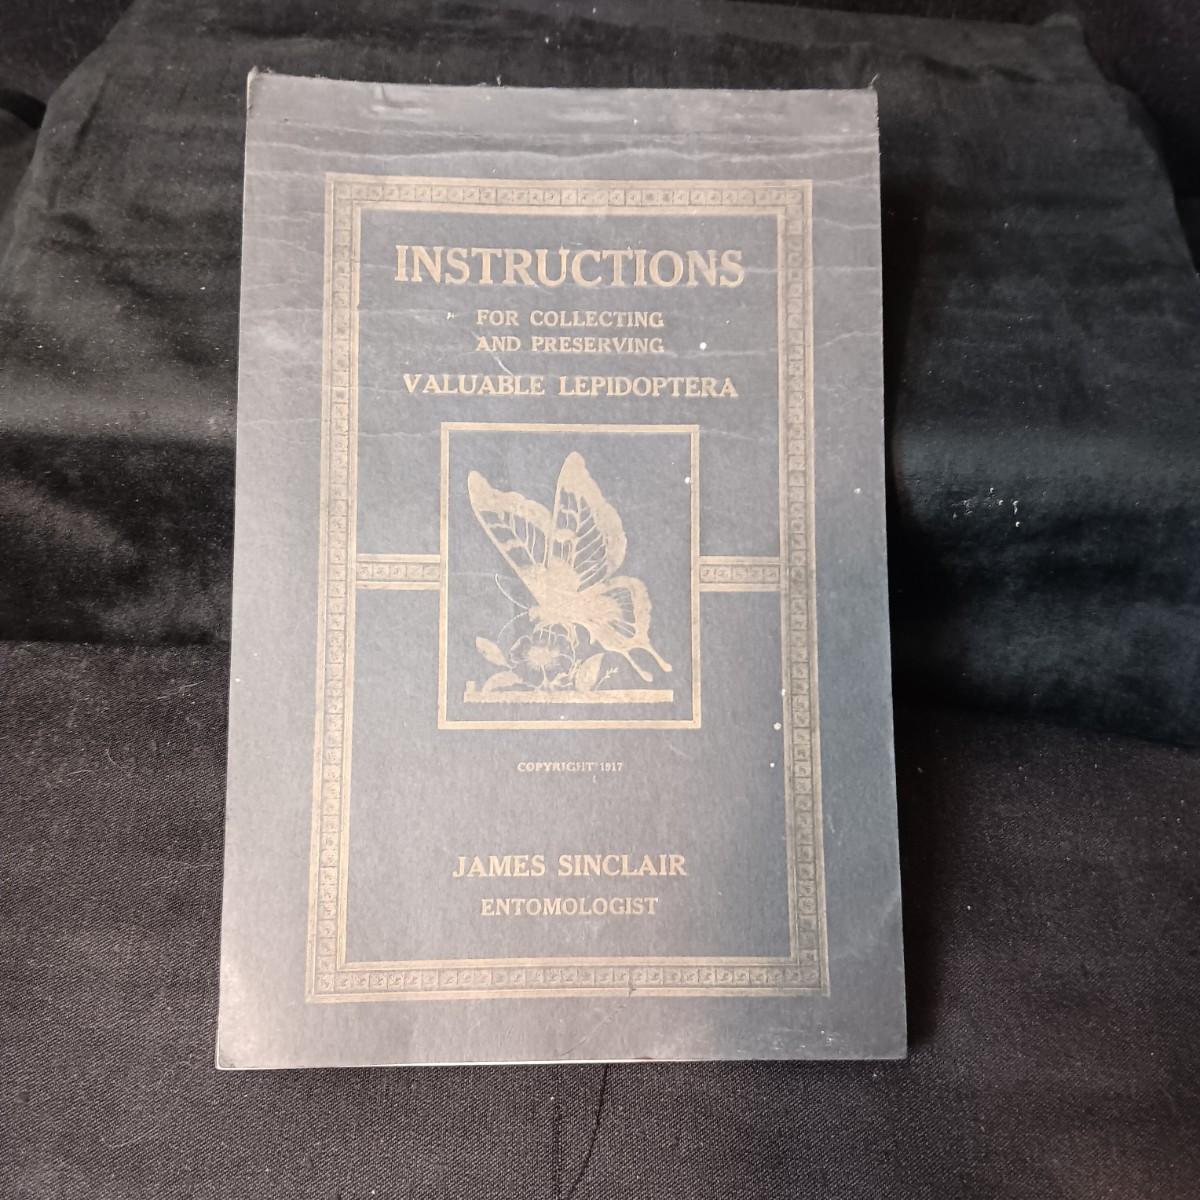 INSTRUCTIONS
FOR COLLECTING
AND PRESERVING
VALUABLE LEPIDOPTERA
COPYRIGHT 1917
JAMES SINCLAIR
ENTOMOLOGIST